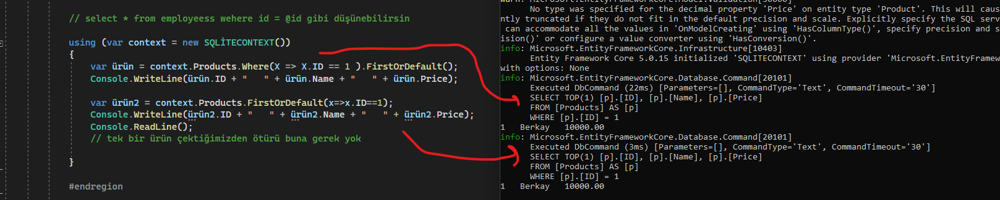 // select * from employeess wehere id = @id gibi düşünebilirsin
using (var context = new SQLİTECONTEXT())
{
var ürün = context.Products.Where(X => X.ID == 1 ).FirstOrDefault();
Console.WriteLine(ürün.ID + "   " + ürün.Name + "   " + ürün.Price);
var ürün2 = context.Products.FirstOrDefault(x=>x.ID==1);
Console.WriteLine(ürün2.ID + "   " + ürün2.Name + "   " + ürün2.Price);
Console.ReadLine();
// tek bir ürün çektiğimizden ötürü buna gerek yok
}
#endregion
warn: Microsoft.EntityFrameworkCore.Model.Validation[30000]
No type was specified for the decimal property 'Price' on entity type 'Product'. This will caus
ntly truncated if they do not fit in the default precision and scale. Explicitly specify the SQL serv
can accommodate all the values in 'OnModelCreating' using 'HasColumnType()', specify precision and s
ision()' or configure a value converter using 'HasConversion()'.
info: Microsoft.EntityFrameworkCore.Infrastructure[10403]
Entity Framework Core 5.0.15 initialized 'SQLITECONTEXT' using provider 'Microsoft.EntityFramew
with options: None
info: Microsoft.EntityFrameworkCore.Database.Command[20101]
Executed DbCommand (22ms) [Parameters=[], CommandType='Text', CommandTimeout='30']
SELECT TOP(1) [p].[ID], [p].[Name], [p].[Price]
FROM [Products] AS [p]
WHERE [p].[ID] = 1
1   Berkay   10000.00
info: Microsoft.EntityFrameworkCore.Database.Command[20101]
Executed DbCommand (3ms) [Parameters=[], CommandType='Text', CommandTimeout='30']
SELECT TOP(1) [p].[ID], [p].[Name], [p].[Price]
FROM [Products] AS [p]
WHERE [p].[ID] = 1
1   Berkay   10000.00